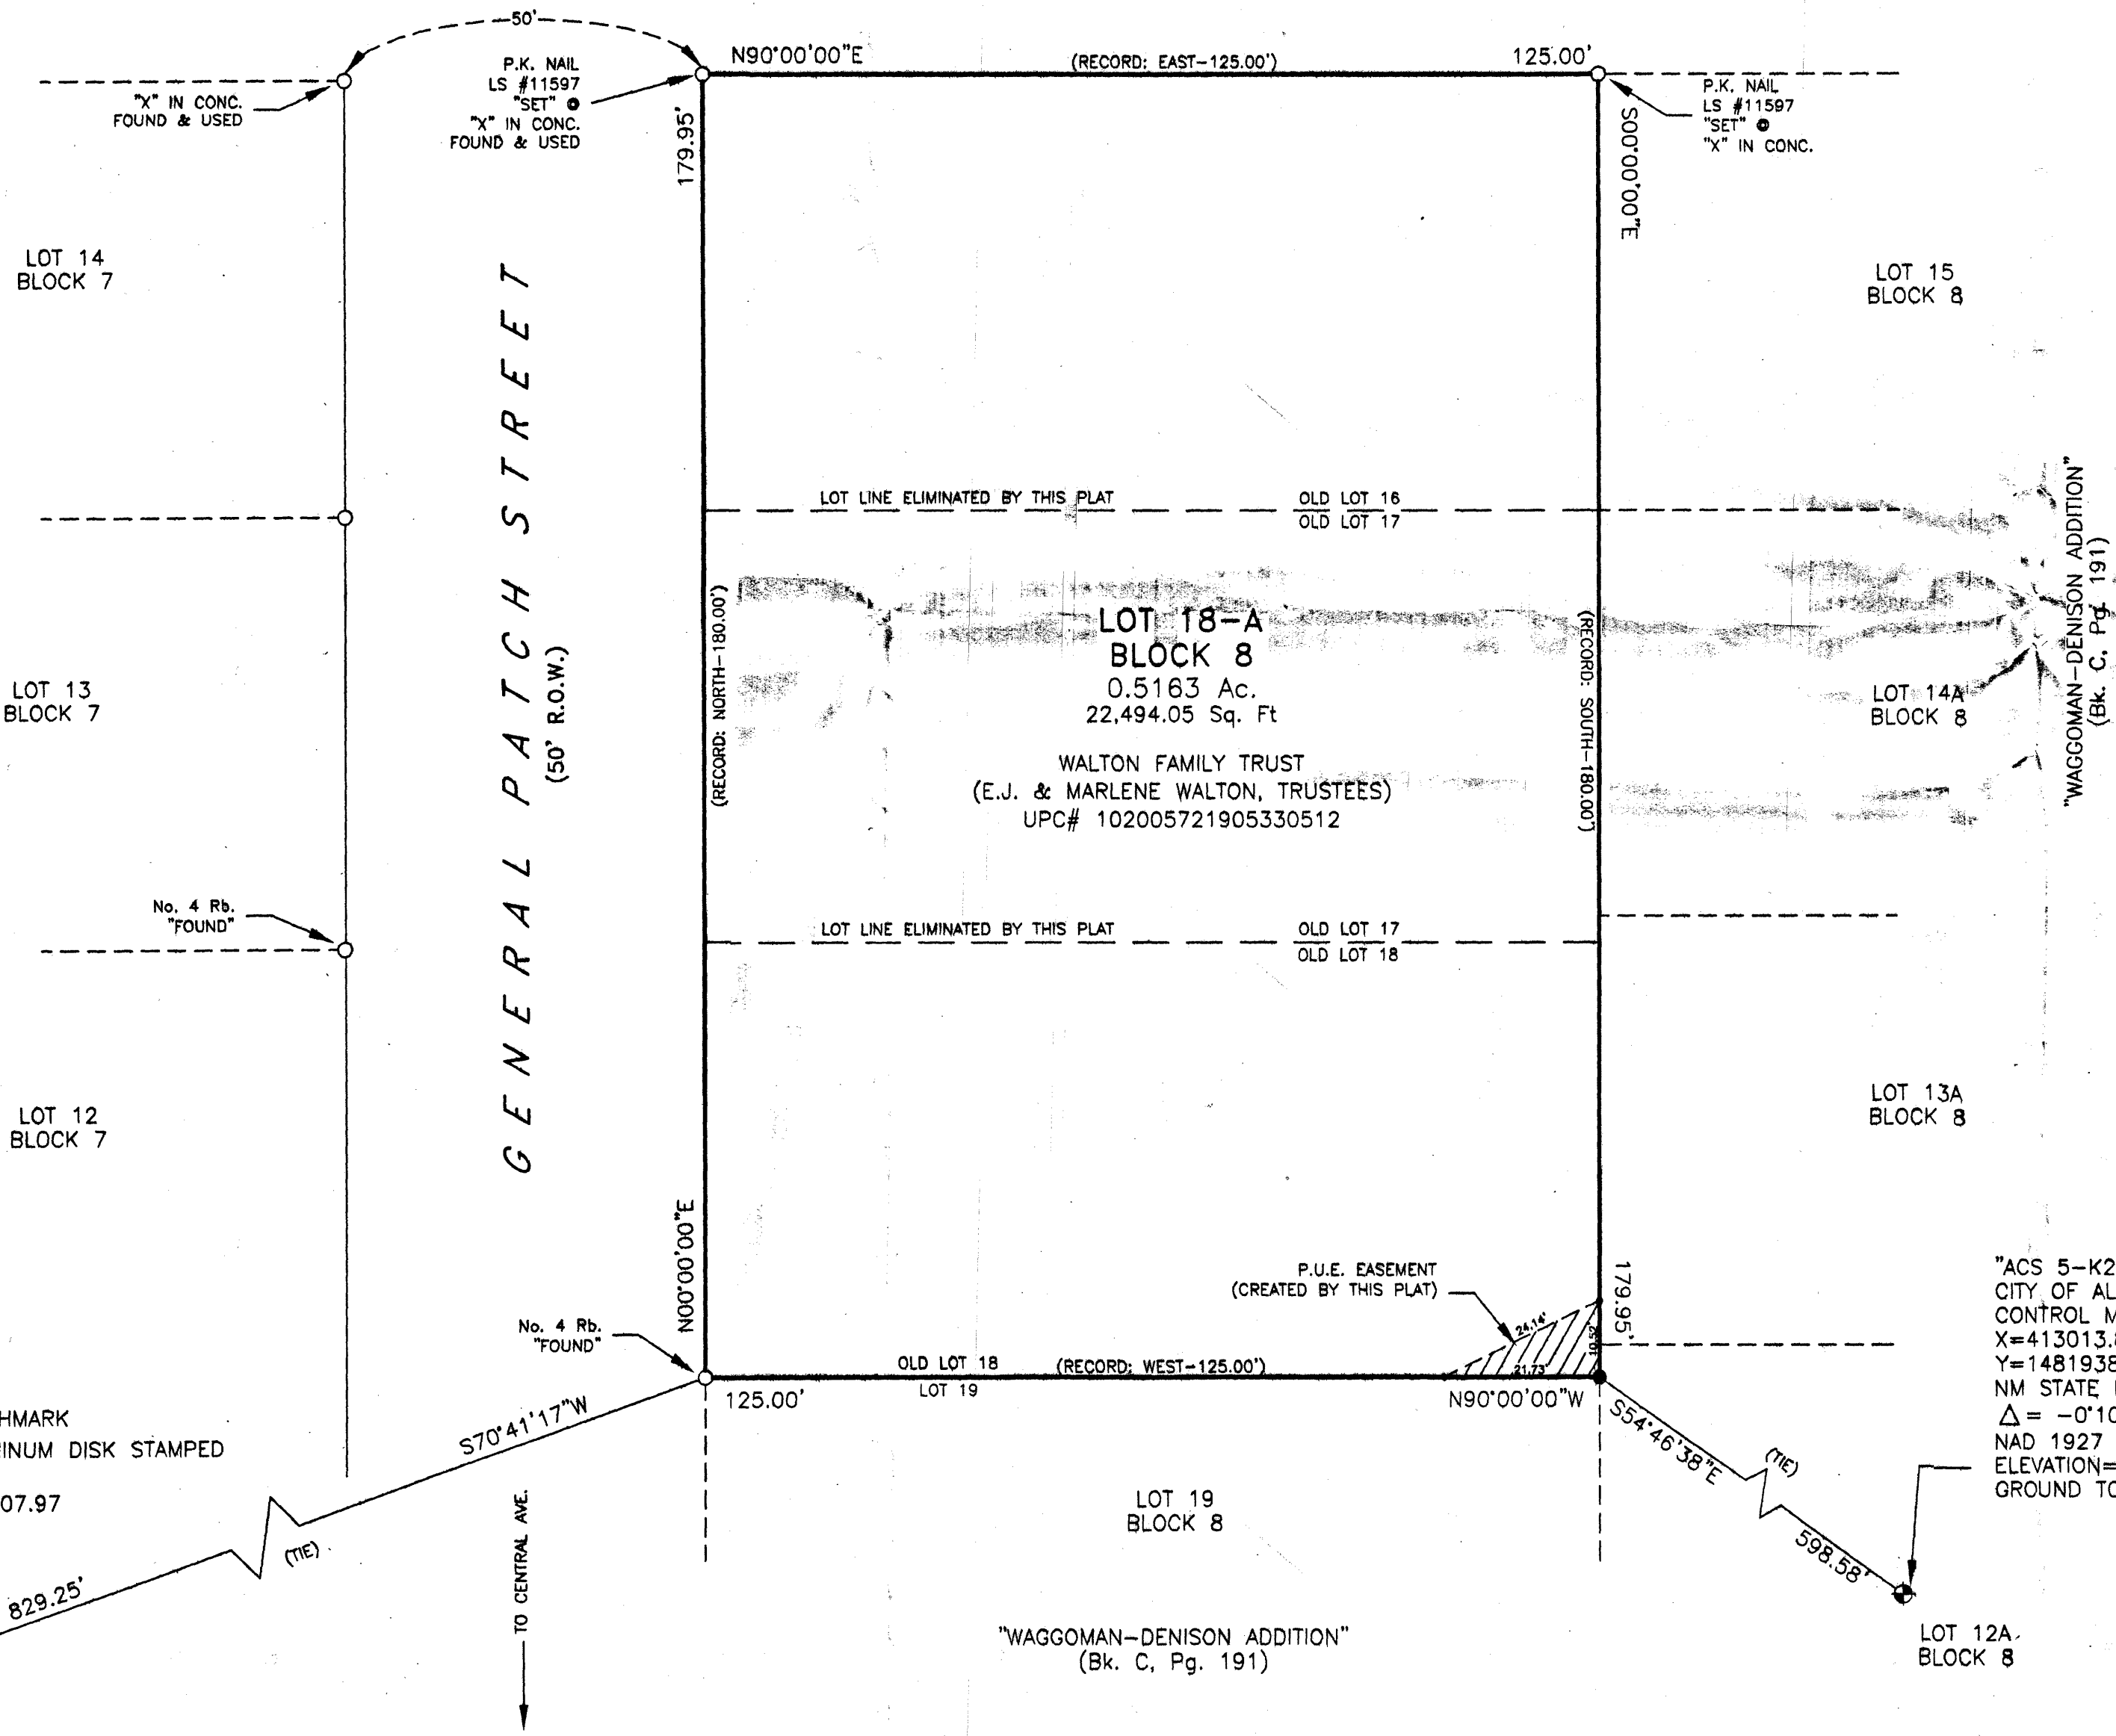 50'
N90°00'00"E
(RECORD: EAST-125.00')
125.00'
"X" IN CONC.
FOUND & USED
P.K. NAIL
LS #11597
"SET" @
"X" IN CONC.
FOUND & USED
P.K. NAIL
LS #11597
"SET" @
"X" IN CONC.
179.95'
S00°00'00"E
LOT 14
BLOCK 7
LOT 15
BLOCK 8
GENERAL PATCH STREET
(50' R.O.W.)
LOT LINE ELIMINATED BY THIS PLAT
OLD LOT 16
OLD LOT 17
(RECORD: NORTH-180.00')
LOT 18-A
BLOCK 8
0.5163 Ac.
22,494.05 Sq. Ft
WALTON FAMILY TRUST
(E.J. & MARLENE WALTON, TRUSTEES)
UPC# 102005721905330512
(RECORD: SOUTH-180.00')
LOT 13
BLOCK 7
LOT 14A
BLOCK 8
"WAGGOMAN-DENISON ADDITION"
(Bk. C, Pg. 191)
No. 4 Rb.
"FOUND"
LOT LINE ELIMINATED BY THIS PLAT
OLD LOT 17
OLD LOT 18
LOT 12
BLOCK 7
LOT 13A
BLOCK 8
N00°00'00"E
P.U.E. EASEMENT
(CREATED BY THIS PLAT)
24.14'
10.52
21.73'
179.95'
No. 4 Rb.
"FOUND"
OLD LOT 18
(RECORD: WEST-125.00')
LOT 19
125.00'
N90°00'00"W
"ACS 5-K2
CITY OF AL
CONTROL M
X=413013.
Y=1481938
NM STATE
Δ= -0°10
NAD 1927
ELEVATION=
GROUND TO
HMARK
INUM DISK STAMPED
07.97
S70°41'17"W
(TIE)
829.25'
S54°46'38"E
(TIE)
598.58'
TO CENTRAL AVE.
LOT 19
BLOCK 8
"WAGGOMAN-DENISON ADDITION"
(Bk. C, Pg. 191)
LOT 12A
BLOCK 8